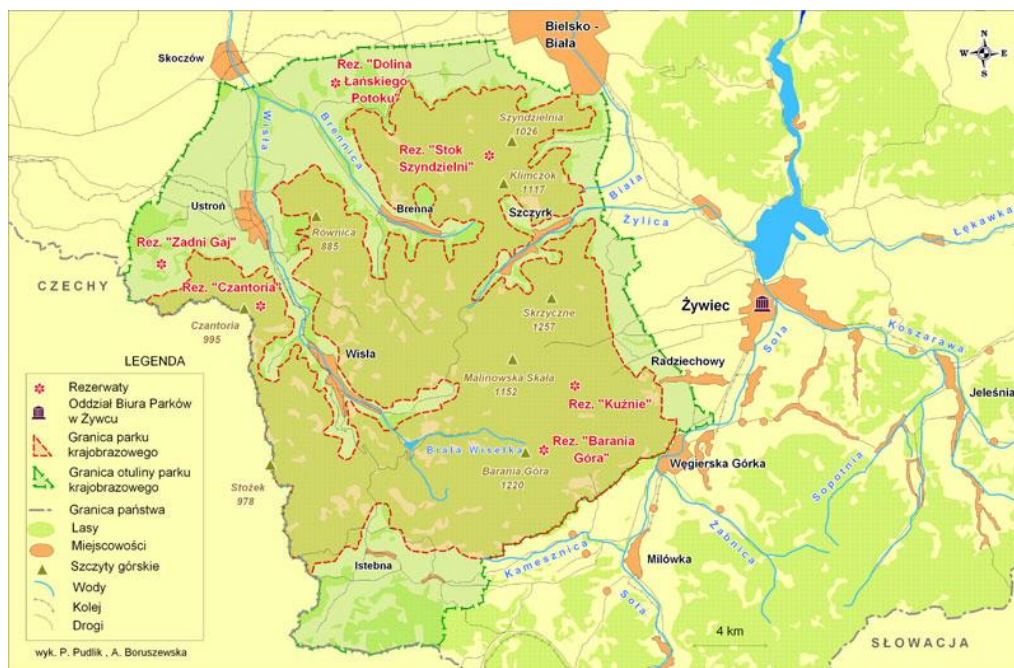 Bielsko -
Biała
N
W E
S
Skoczów
Rez. "Dolina
Łańskiego
Potoku"
Wisła
Brennica
Szyndzielnia
1026
Rez. "Stok
Szyndzielni"
Klimczok
1117
Biała
Ustroń
Brenna
Szczyrk
Żylica
Łękawka
Równica
885
Rez. "Zadni Gaj"
CZECHY
Rez. "Czantoria"
Czantoria
995
Skrzyczne
1257
Żywiec
Soła
Koszarawa
Wisła
Radziechowy
Malinowska Skała
1152
Rez. "Kuźnie"
Jeleśnia
Biała Wisełka
Rez. "Barania
Góra"
Barania Góra
1220
Węgierska Górka
Sopotnia
Stożek
978
Żabnica
Kamesznica
Milówka
Istebna
Soła
4 km
SŁOWACJA
LEGENDA
Rezerwaty
Oddział Biura Parków
w Żywcu
Granica parku
krajobrazowego
Granica otuliny parku
krajobrazowego
Granica państwa
Lasy
Miejscowości
Szczyty górskie
Wody
Kolej
Drogi
wyk. P. Pudlik , A. Boruszewska